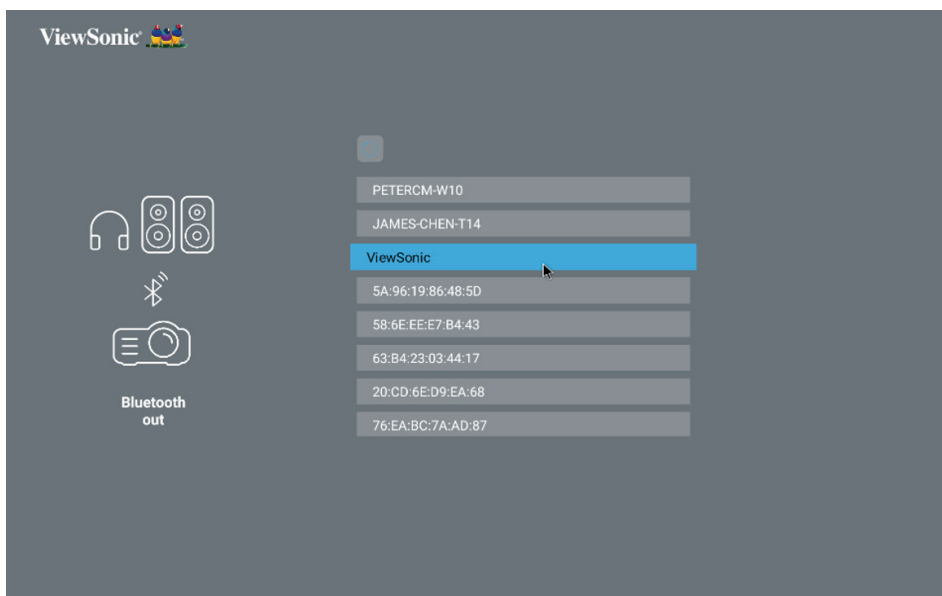 ViewSonic
PETERCM-W10
JAMES-CHEN-T14
ViewSonic
5A:96:19:86:48:5D
58:6E:EE:E7:B4:43
63:B4:23:03:44:17
20:CD:6E:D9:EA:68
76:EA:BC:7A:AD:87
Bluetooth
out